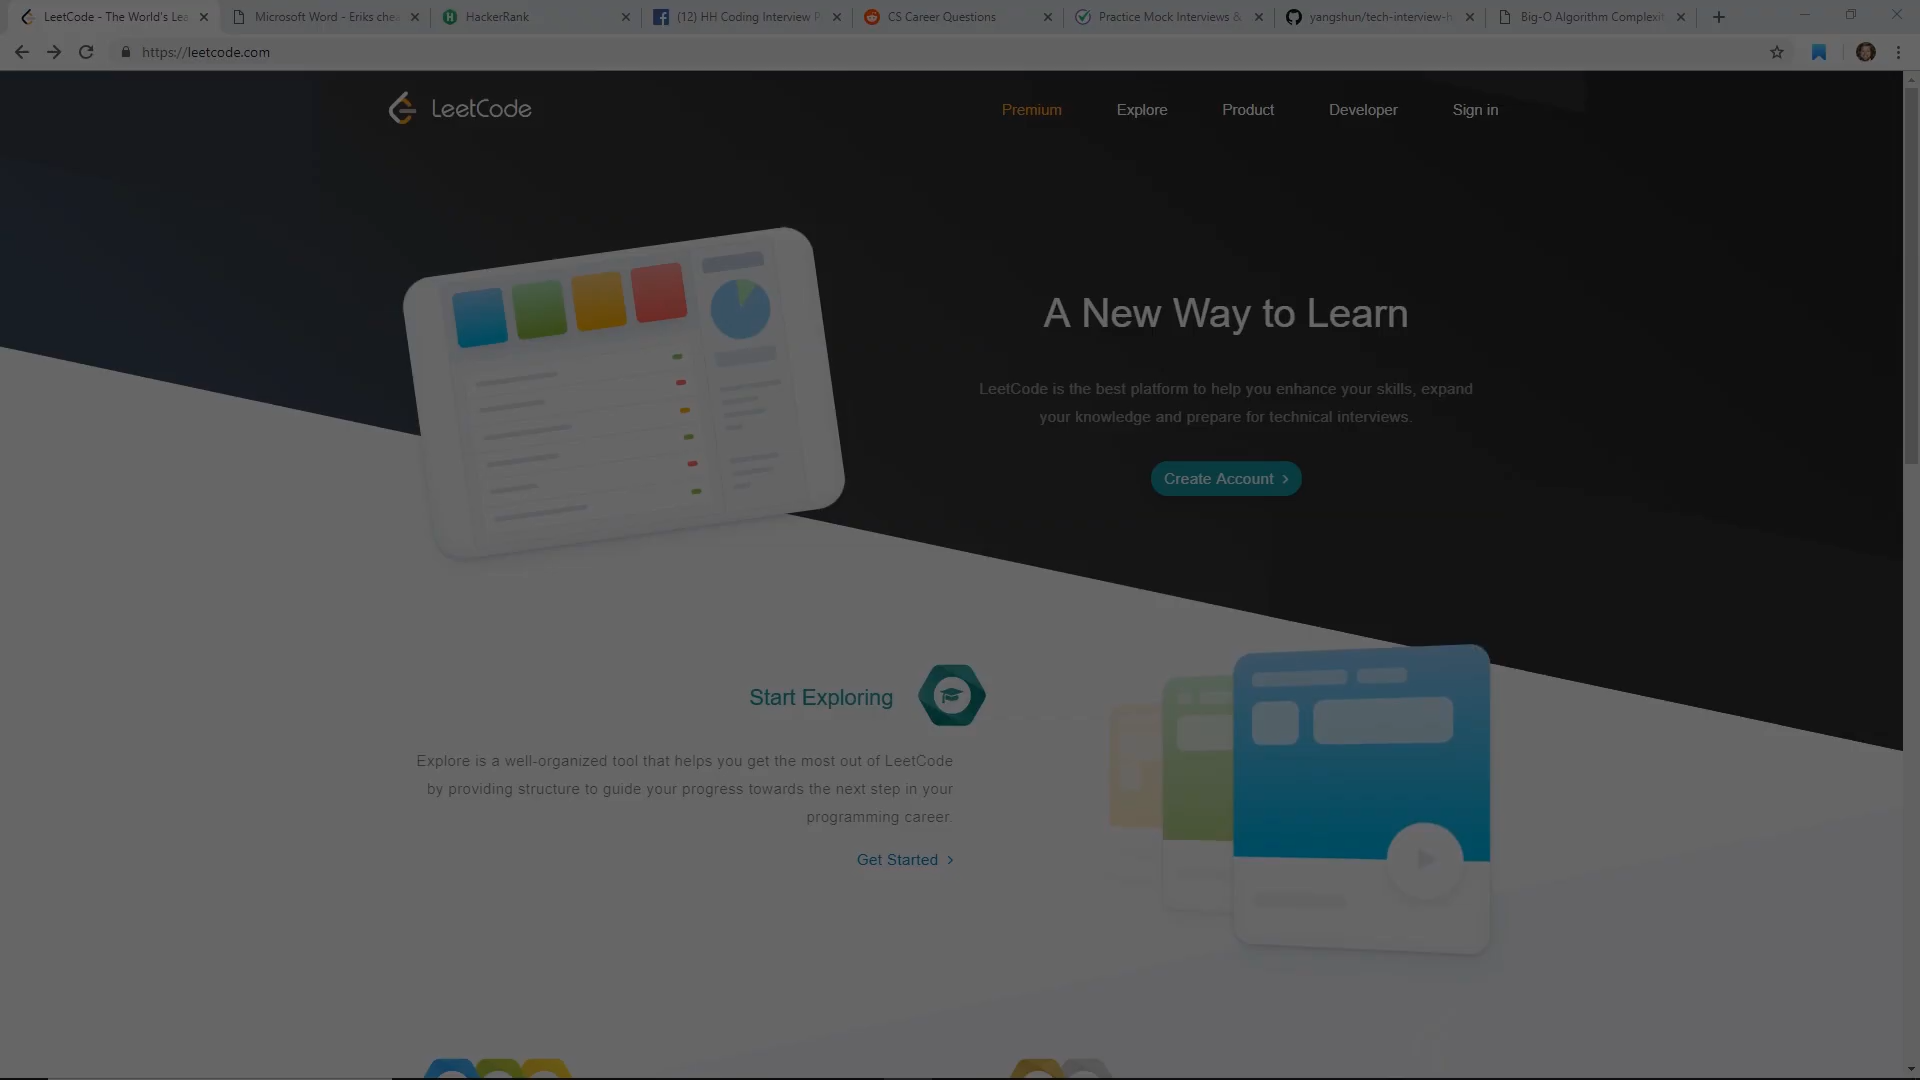 LeetCode - The World's Lea
Microsoft Word - Eriks chea
HackerRank
(12) HH Coding Interview P
CS Career Questions
Practice Mock Interviews &
yangshun/tech-interview-h
Big-O Algorithm Complexit
https://leetcode.com
LeetCode
Premium
Explore
Product
Developer
Sign in
A New Way to Learn
LeetCode is the best platform to help you enhance your skills, expand
your knowledge and prepare for technical interviews.
Create Account >
Start Exploring
Explore is a well-organized tool that helps you get the most out of LeetCode
by providing structure to guide your progress towards the next step in your
programming career.
Get Started >